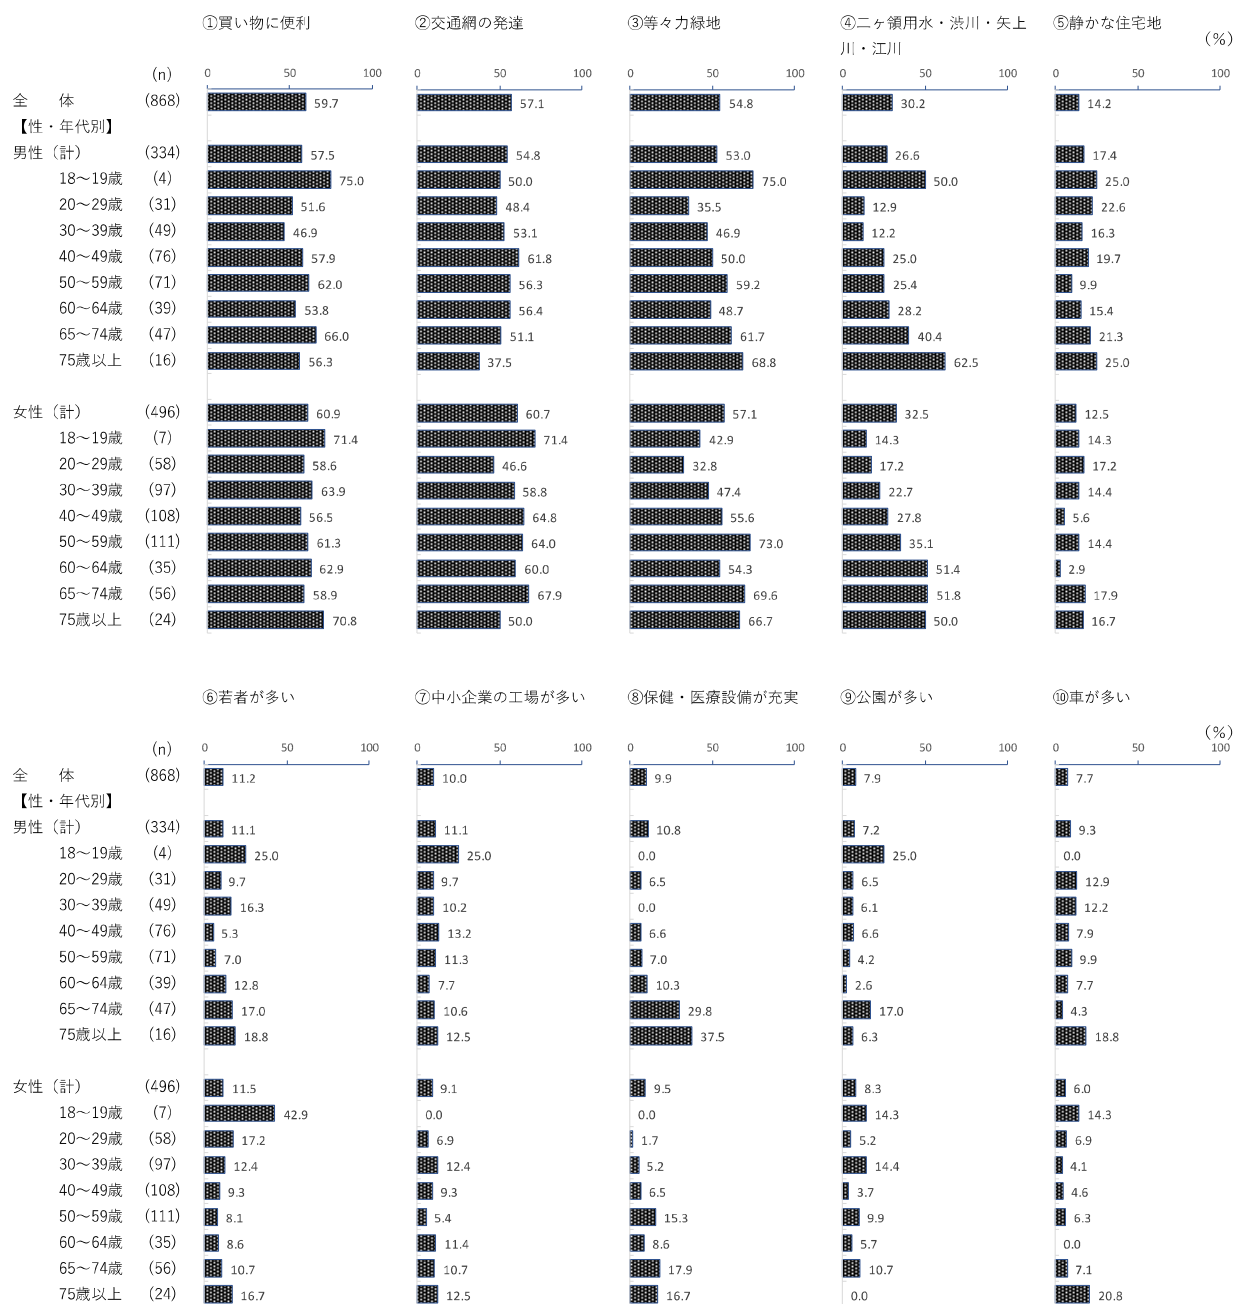 ①買い物に便利 ②交通網の発達 ③等々力緑地 ④二ヶ領用水・渋川・矢上川・江川 ⑤静かな住宅地
(%)
(n) 0 50 100 0 50 100 0 50 100 0 50 100 0 50 100
全 体 (868) 59.7 57.1 54.8 30.2 14.2
【性・年代別】
男性（計） (334) 57.5 54.8 53.0 26.6 17.4
18～19歳 (4) 75.0 50.0 75.0 50.0 25.0
20～29歳 (31) 51.6 48.4 35.5 12.9 22.6
30～39歳 (49) 46.9 53.1 46.9 12.2 16.3
40～49歳 (76) 57.9 61.8 50.0 25.0 19.7
50～59歳 (71) 62.0 56.3 59.2 25.4 9.9
60～64歳 (39) 53.8 56.4 48.7 28.2 15.4
65～74歳 (47) 66.0 51.1 61.7 40.4 21.3
75歳以上 (16) 56.3 37.5 68.8 62.5 25.0
女性（計） (496) 60.9 60.7 57.1 32.5 12.5
18～19歳 (7) 71.4 71.4 42.9 14.3 14.3
20～29歳 (58) 58.6 46.6 32.8 17.2 17.2
30～39歳 (97) 63.9 58.8 47.4 22.7 14.4
40～49歳 (108) 56.5 64.8 55.6 27.8 5.6
50～59歳 (111) 61.3 64.0 73.0 35.1 14.4
60～64歳 (35) 62.9 60.0 54.3 51.4 2.9
65～74歳 (56) 58.9 67.9 69.6 51.8 17.9
75歳以上 (24) 70.8 50.0 66.7 50.0 16.7
⑥若者が多い ⑦中小企業の工場が多い ⑧保健・医療設備が充実 ⑨公園が多い ⑩車が多い
(%)
(n) 0 50 100 0 50 100 0 50 100 0 50 100 0 50 100
全 体 (868) 11.2 10.0 9.9 7.9 7.7
【性・年代別】
男性（計） (334) 11.1 11.1 10.8 7.2 9.3
18～19歳 (4) 25.0 25.0 0.0 25.0 0.0
20～29歳 (31) 9.7 9.7 6.5 6.5 12.9
30～39歳 (49) 16.3 10.2 0.0 6.1 12.2
40～49歳 (76) 5.3 13.2 6.6 6.6 7.9
50～59歳 (71) 7.0 11.3 7.0 4.2 9.9
60～64歳 (39) 12.8 7.7 10.3 2.6 7.7
65～74歳 (47) 17.0 10.6 29.8 17.0 4.3
75歳以上 (16) 18.8 12.5 37.5 6.3 18.8
女性（計） (496) 11.5 9.1 9.5 8.3 6.0
18～19歳 (7) 42.9 0.0 0.0 14.3 14.3
20～29歳 (58) 17.2 6.9 1.7 5.2 6.9
30～39歳 (97) 12.4 12.4 5.2 14.4 4.1
40～49歳 (108) 9.3 9.3 6.5 3.7 4.6
50～59歳 (111) 8.1 5.4 15.3 9.9 6.3
60～64歳 (35) 8.6 11.4 8.6 5.7 0.0
65～74歳 (56) 10.7 10.7 17.9 10.7 7.1
75歳以上 (24) 16.7 12.5 16.7 0.0 20.8